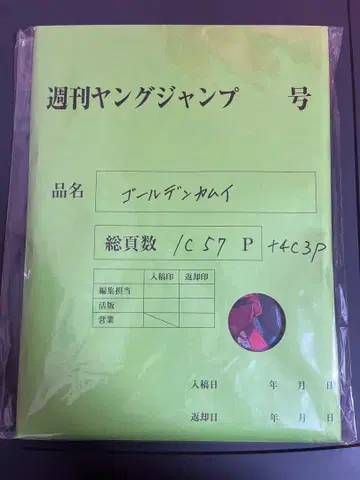 週刊ヤングジャンプ 号
品名 ゴールデンカムイ
総頁数 1C 57 P +4C3P
入稿印 返却印
編集担当
活版
営業
入稿日 年 月 日
返却日 年 月 日